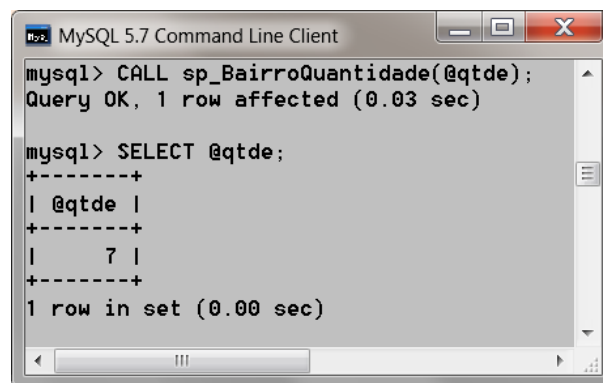 MySQL 5.7 Command Line Client
mysql> CALL sp_BairroQuantidade(@qtde);
Query OK, 1 row affected (0.03 sec)
mysql> SELECT @qtde;
+-------+
| @qtde |
+-------+
|     7 |
+-------+
1 row in set (0.00 sec)